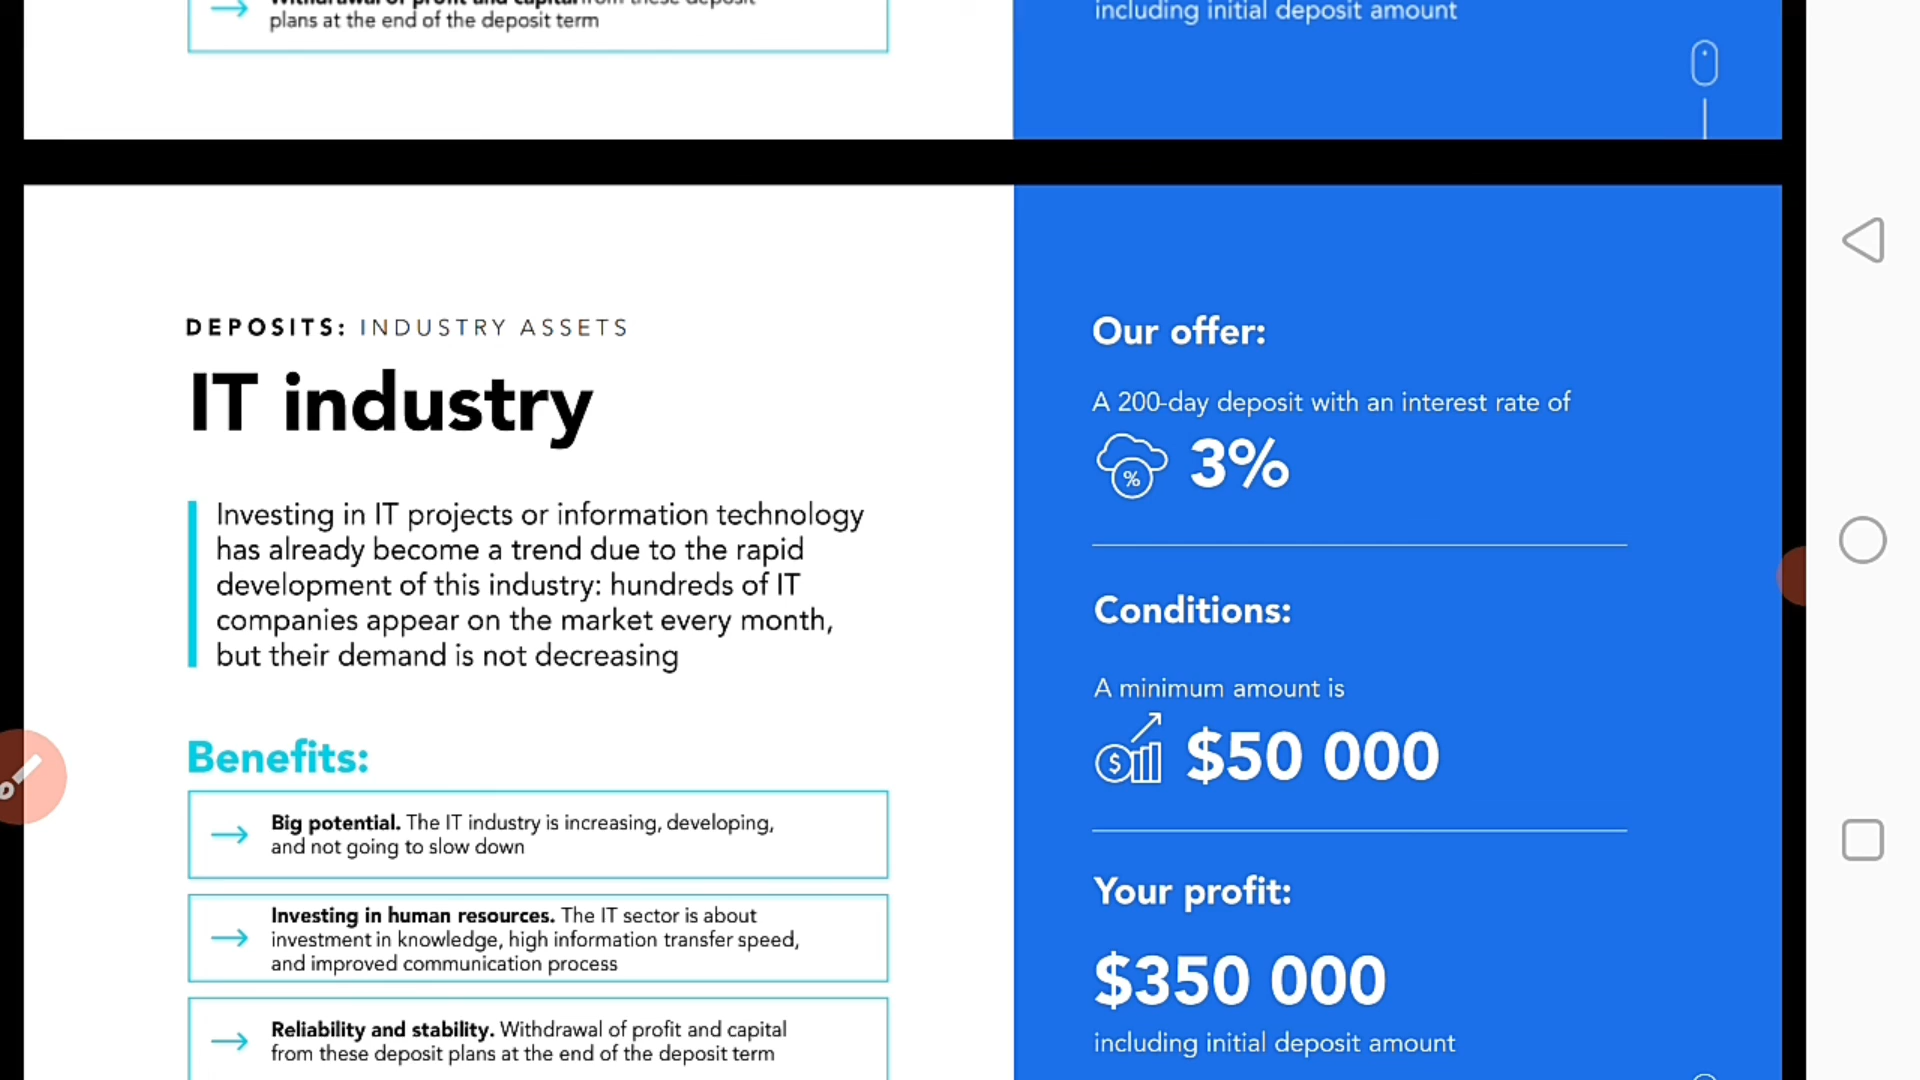 plans at the end of the deposit term
including initial deposit amount
DEPOSITS: INDUSTRY ASSETS
IT industry
Investing in IT projects or information technology
has already become a trend due to the rapid
development of this industry: hundreds of IT
companies appear on the market every month,
but their demand is not decreasing
Benefits:
Big potential. The IT industry is increasing, developing,
and not going to slow down
Investing in human resources. The IT sector is about
investment in knowledge, high information transfer speed,
and improved communication process
Reliability and stability. Withdrawal of profit and capital
from these deposit plans at the end of the deposit term
Our offer:
A 200-day deposit with an interest rate of
%
3%
Conditions:
A minimum amount is
$
$50 000
Your profit:
$350 000
including initial deposit amount